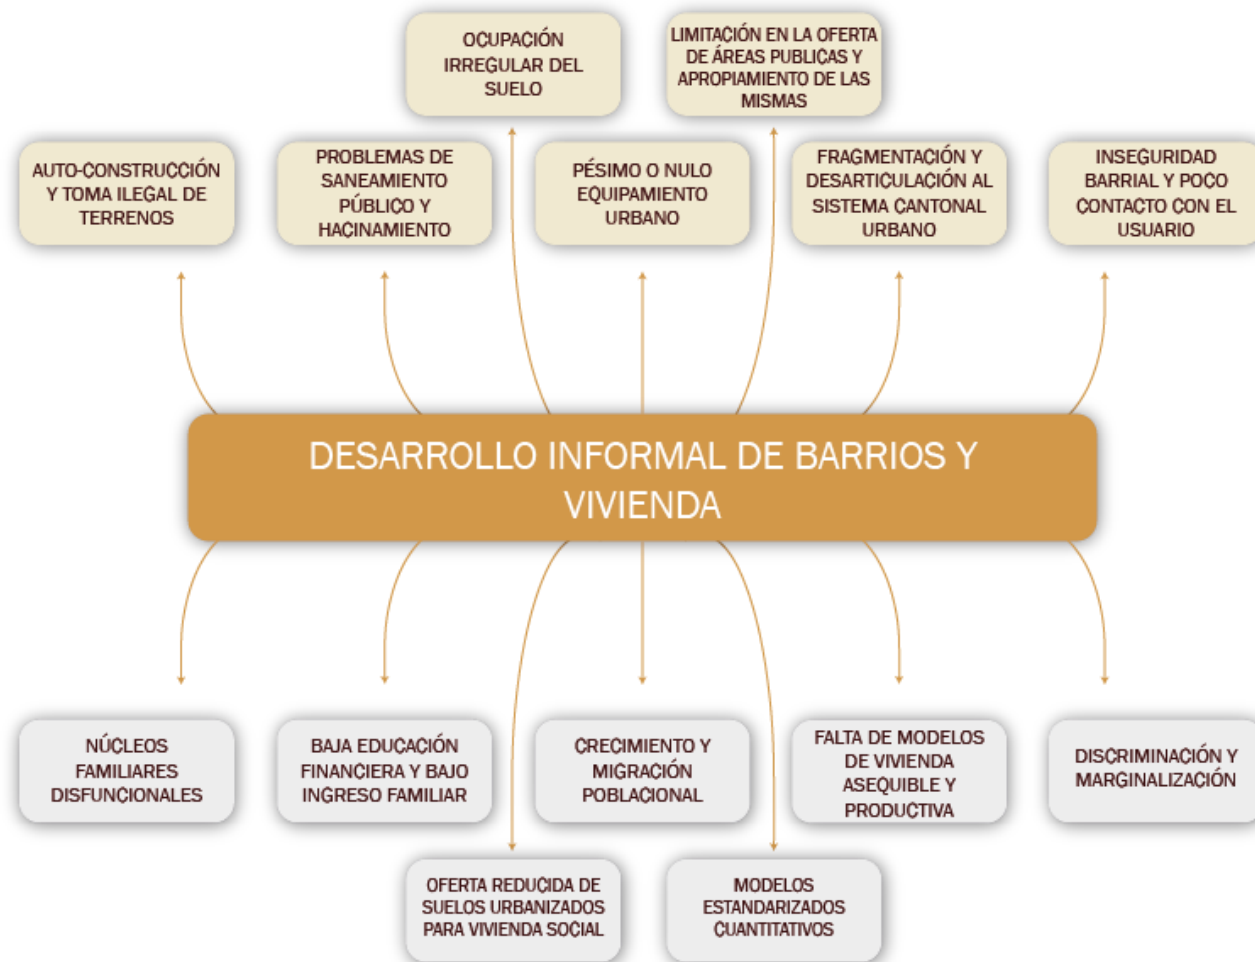 OCUPACIÓN
IRREGULAR DEL
SUELO
LIMITACIÓN EN LA OFERTA
DE ÁREAS PUBLICAS Y
APROPIAMIENTO DE LAS
MISMAS
AUTO-CONSTRUCCIÓN
Y TOMA ILEGAL DE
TERRENOS
PROBLEMAS DE
SANEAMIENTO
PÚBLICO Y
HACINAMIENTO
PÉSIMO O NULO
EQUIPAMIENTO
URBANO
FRAGMENTACIÓN Y
DESARTICULACIÓN AL
SISTEMA CANTONAL
URBANO
INSEGURIDAD
BARRIAL Y POCO
CONTACTO CON EL
USUARIO
DESARROLLO INFORMAL DE BARRIOS Y
VIVIENDA
NÚCLEOS
FAMILIARES
DISFUNCIONALES
BAJA EDUCACIÓN
FINANCIERA Y BAJO
INGRESO FAMILIAR
CRECIMIENTO Y
MIGRACIÓN
POBLACIONAL
FALTA DE MODELOS
DE VIVIENDA
ASEQUIBLE Y
PRODUCTIVA
DISCRIMINACIÓN Y
MARGINALIZACIÓN
OFERTA REDUCIDA DE
SUELOS URBANIZADOS
PARA VIVIENDA SOCIAL
MODELOS
ESTANDARIZADOS
CUANTITATIVOS